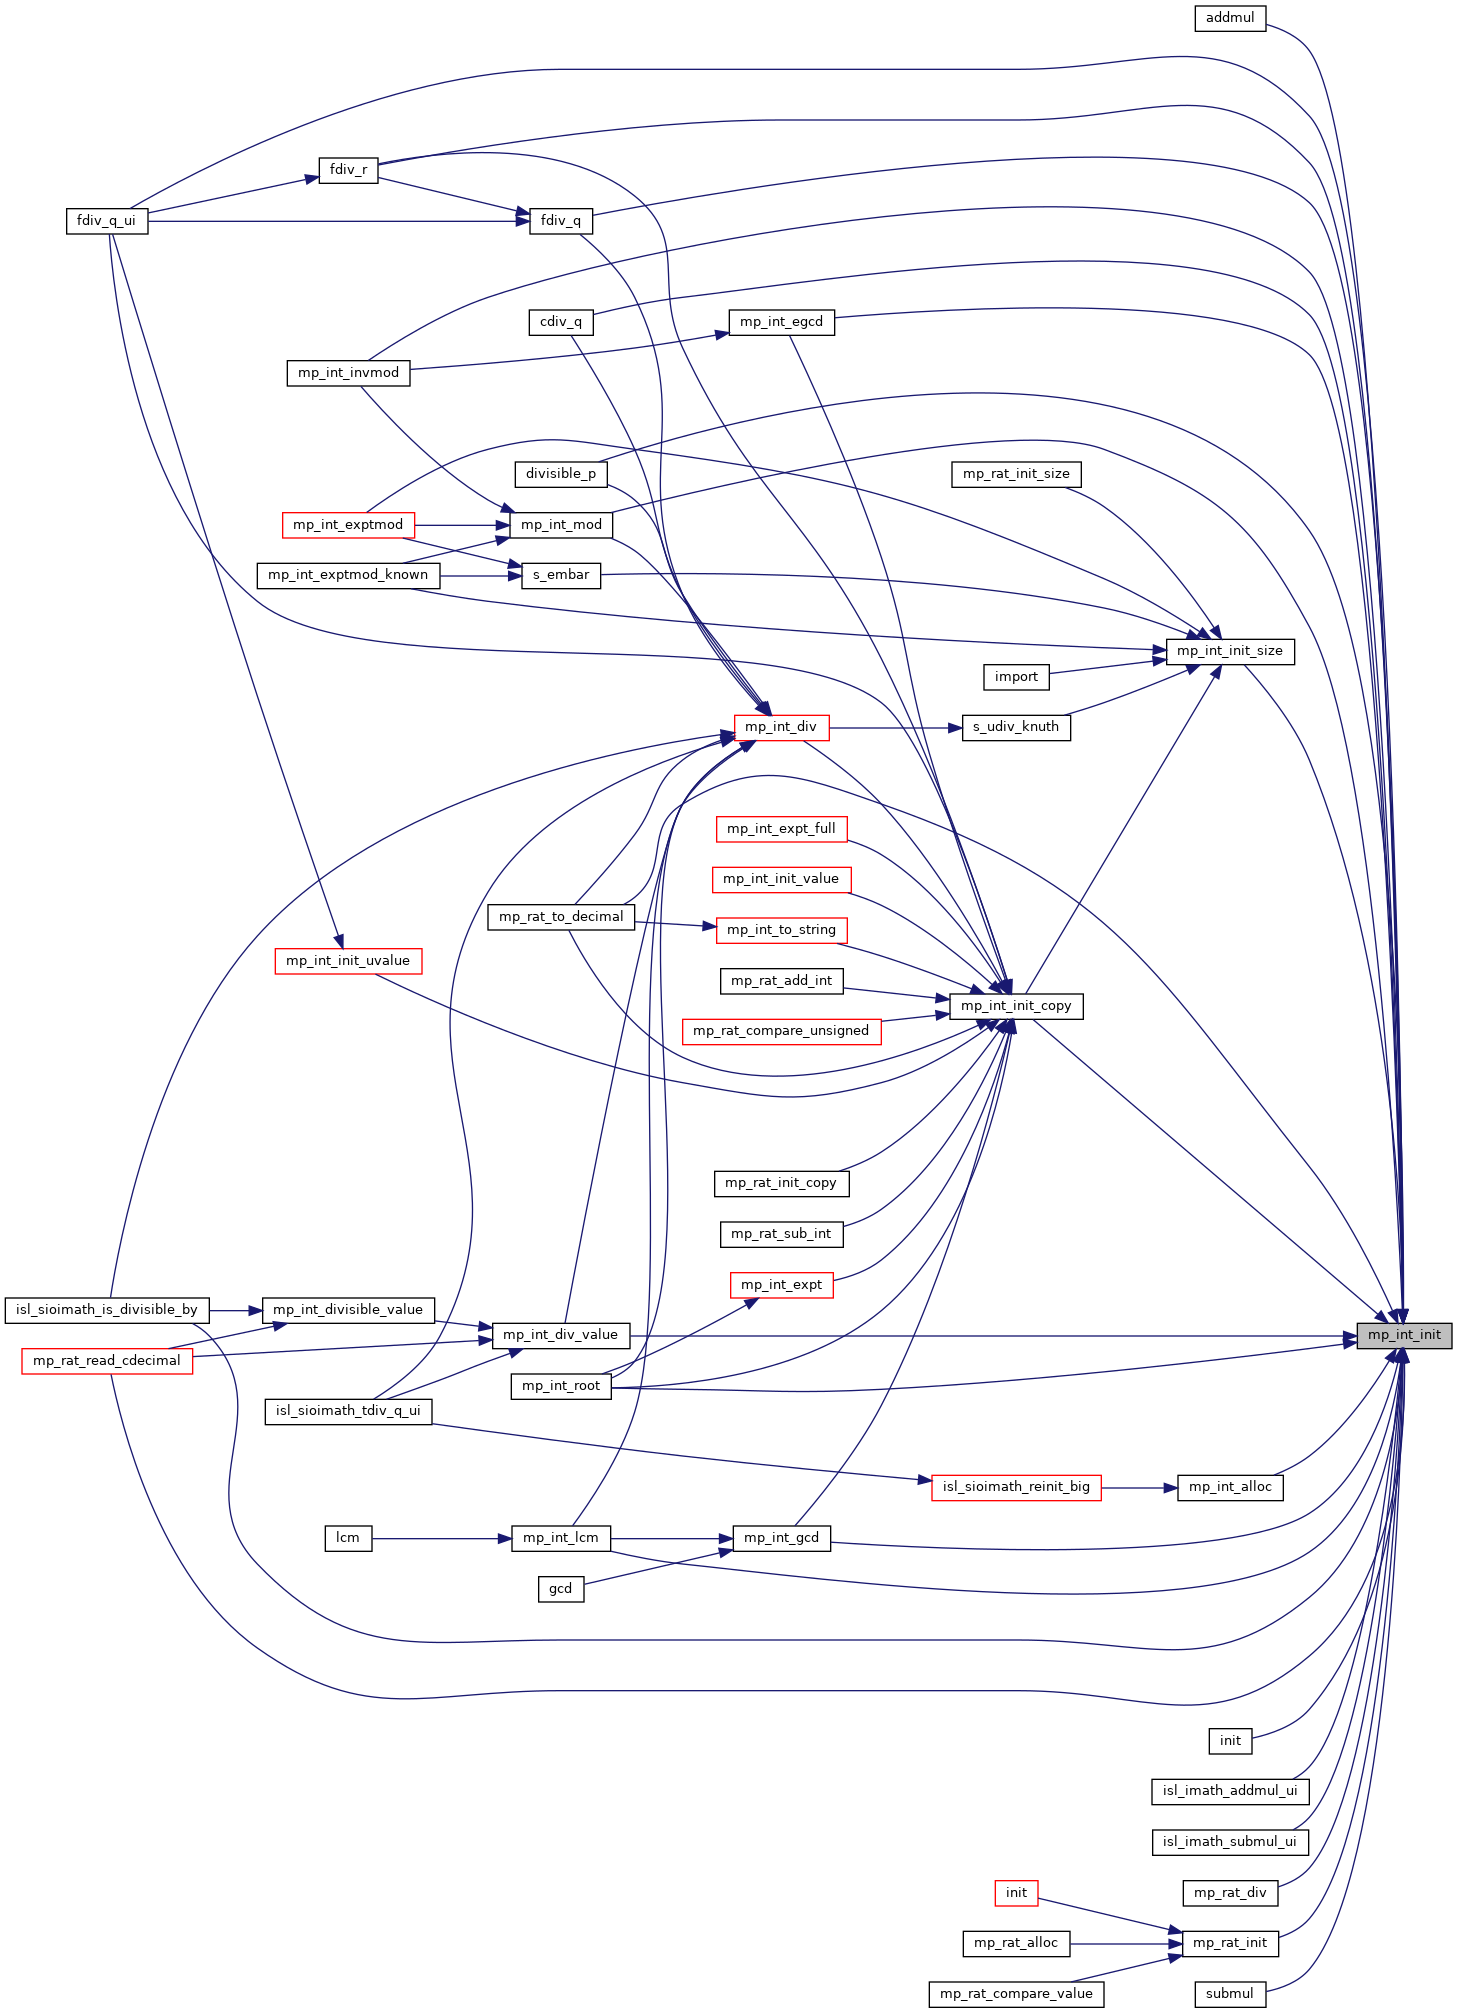 addmul
fdiv_r
fdiv_q_ui
fdiv_q
cdiv_q
mp_int_egcd
mp_int_invmod
divisible_p
mp_rat_init_size
mp_int_exptmod
mp_int_mod
mp_int_exptmod_known
s_embar
mp_int_init_size
import
mp_int_div
s_udiv_knuth
mp_int_expt_full
mp_int_init_value
mp_rat_to_decimal
mp_int_to_string
mp_int_init_uvalue
mp_rat_add_int
mp_int_init_copy
mp_rat_compare_unsigned
mp_rat_init_copy
mp_rat_sub_int
mp_int_expt
isl_sioimath_is_divisible_by
mp_int_divisible_value
mp_int_div_value
mp_int_init
mp_rat_read_cdecimal
mp_int_root
isl_sioimath_tdiv_q_ui
isl_sioimath_reinit_big
mp_int_alloc
lcm
mp_int_lcm
mp_int_gcd
gcd
init
isl_imath_addmul_ui
isl_imath_submul_ui
init
mp_rat_div
mp_rat_alloc
mp_rat_init
mp_rat_compare_value
submul